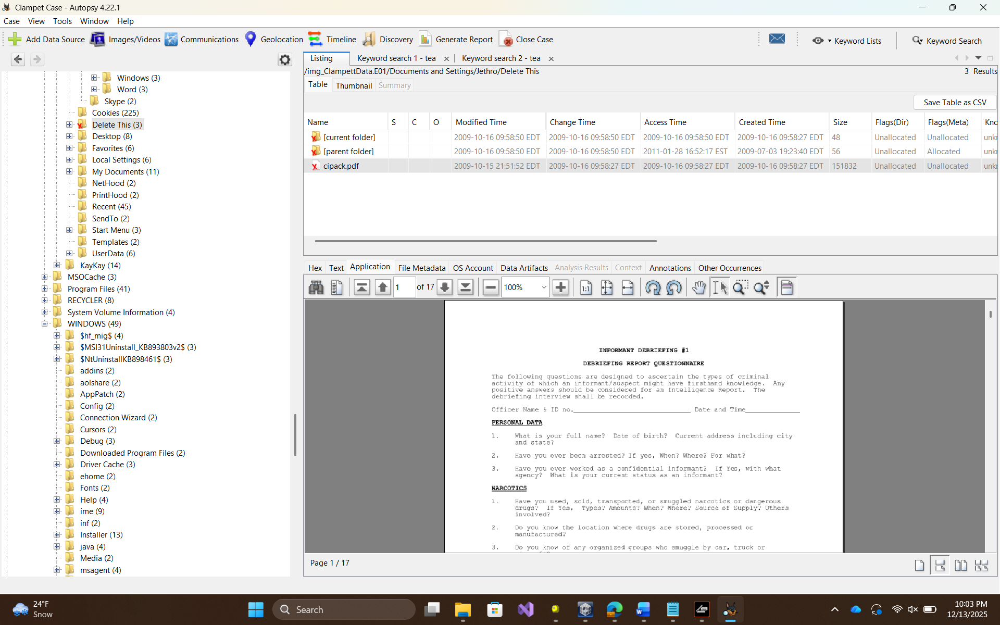 Clampet Case - Autopsy 4.22.1
Case View Tools Window Help
Add Data Source Images/Videos Communications Geolocation Timeline Discovery Generate Report Close Case Keyword Lists Keyword Search
Windows (3)
Word (3)
Skype (2)
Cookies (225)
Delete This (3)
Desktop (8)
Favorites (6)
Local Settings (6)
My Documents (11)
NetHood (2)
PrintHood (2)
Recent (45)
SendTo (2)
Start Menu (3)
Templates (2)
UserData (6)
KayKay (14)
MSOCache (3)
Program Files (41)
RECYCLER (8)
System Volume Information (4)
WINDOWS (49)
$hf_mig$ (4)
$MSI31Uninstall_KB893803v2$ (3)
$NtUninstallKB898461$ (3)
addins (2)
aolshare (2)
AppPatch (2)
Config (2)
Connection Wizard (2)
Cursors (2)
Debug (3)
Downloaded Program Files (2)
Driver Cache (3)
ehome (2)
Fonts (2)
Help (4)
ime (9)
inf (2)
Installer (13)
java (4)
Media (2)
msagent (4)
Listing Keyword search 1 - tea Keyword search 2 - tea
/img_ClampettData.E01/Documents and Settings/Jethro/Delete This 3 Results
Table Thumbnail Summary
Save Table as CSV
Name S C O Modified Time Change Time Access Time Created Time Size Flags(Dir) Flags(Meta) Kno
[current folder] 2009-10-16 09:58:50 EDT 2009-10-16 09:58:50 EDT 2009-10-16 09:58:50 EDT 2009-10-16 09:58:27 EDT 48 Unallocated Unallocated unkn
[parent folder] 2009-10-16 09:58:50 EDT 2009-10-16 09:58:50 EDT 2011-01-28 16:52:17 EST 2009-07-03 19:23:40 EDT 56 Unallocated Allocated unkn
cipack.pdf 2009-10-15 21:51:52 EDT 2009-10-16 09:58:27 EDT 2009-10-16 09:58:27 EDT 2009-10-16 09:58:27 EDT 151832 Unallocated Unallocated unkn
Hex Text Application File Metadata OS Account Data Artifacts Analysis Results Context Annotations Other Occurrences
1 of 17 100% 1:1
INFORMANT DEBRIEFING #1
DEBRIEFING REPORT QUESTIONNAIRE
The following questions are designed to ascertain the types of criminal
activity of which an informant/suspect might have firsthand knowledge. Any
positive answers should be considered for an Intelligence Report. The
debriefing interview shall be recorded.
Officer Name & ID no.______________________________ Date and Time______________
PERSONAL DATA
1. What is your full name? Date of birth? Current address including city
and state?
2. Have you ever been arrested? If yes, When? Where? For what?
3. Have you ever worked as a confidential informant? If Yes, with what
agency? What is your current status as an informant?
NARCOTICS
1. Have you used, sold, transported, or smuggled narcotics or dangerous
drugs? If Yes, Types? Amounts? When? Where? Source of Supply? Others
involved?
2. Do you know the location where drugs are stored, processed or
manufactured?
3. Do you know of any organized groups who smuggle by car, truck or
Page 1 / 17
24°F
Snow
Search
10:03 PM
12/13/2025